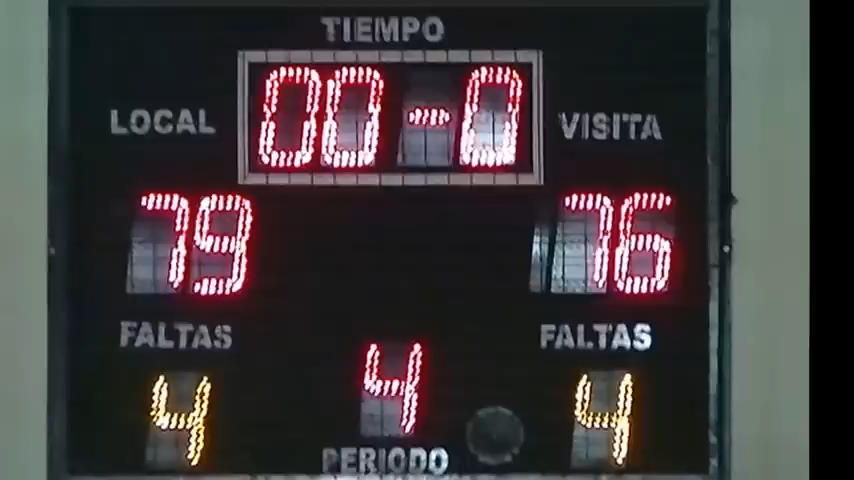 TIEMPO
00-0
LOCAL
VISITA
79
76
FALTAS
FALTAS
4
4
4
PERIODO